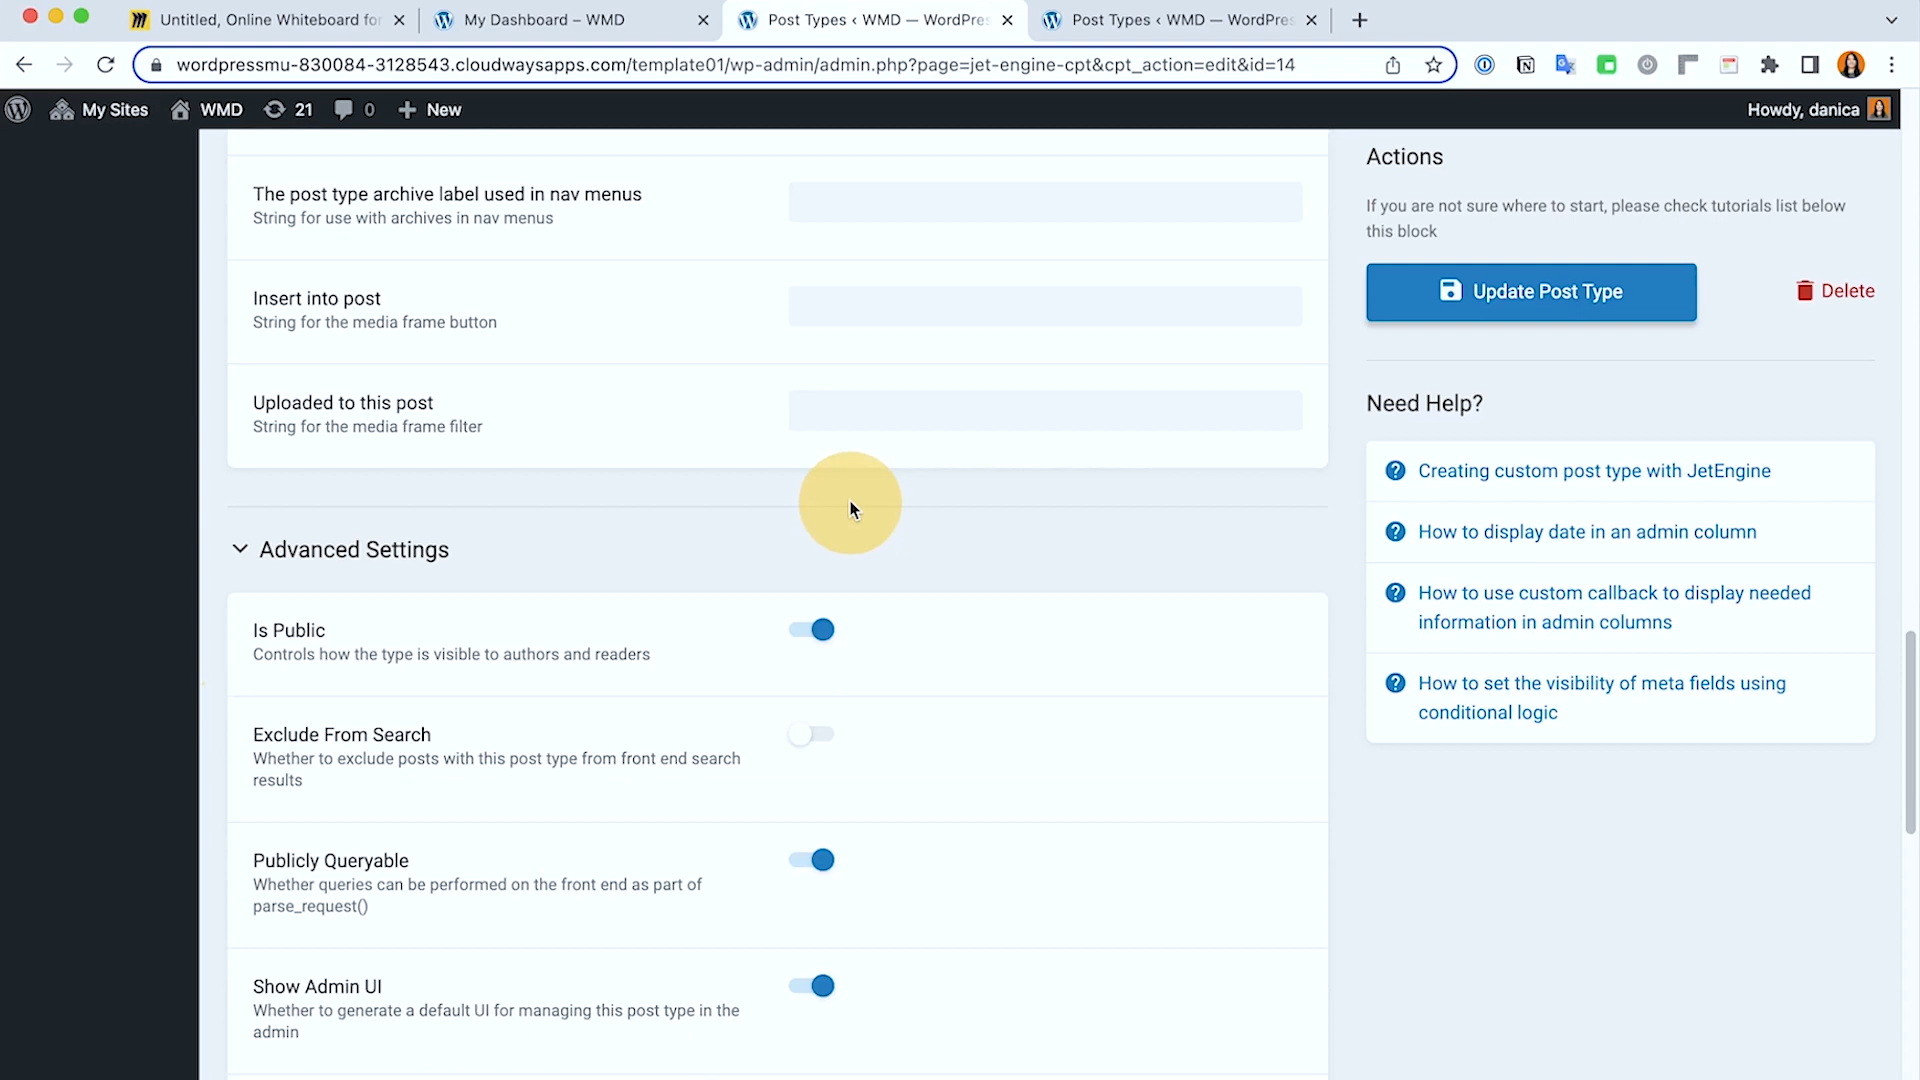 Untitled, Online Whiteboard for
My Dashboard – WMD
Post Types ‹ WMD — WordPres
Post Types ‹ WMD — WordPres
wordpressmu-830084-3128543.cloudwaysapps.com/template01/wp-admin/admin.php?page=jet-engine-cpt&cpt_action=edit&id=14
My Sites
WMD
21
0
New
Howdy, danica
The post type archive label used in nav menus
String for use with archives in nav menus
Insert into post
String for the media frame button
Uploaded to this post
String for the media frame filter
Advanced Settings
Is Public
Controls how the type is visible to authors and readers
Exclude From Search
Whether to exclude posts with this post type from front end search
results
Publicly Queryable
Whether queries can be performed on the front end as part of
parse_request()
Show Admin UI
Whether to generate a default UI for managing this post type in the
admin
Actions
If you are not sure where to start, please check tutorials list below
this block
Update Post Type
Delete
Need Help?
Creating custom post type with JetEngine
How to display date in an admin column
How to use custom callback to display needed
information in admin columns
How to set the visibility of meta fields using
conditional logic